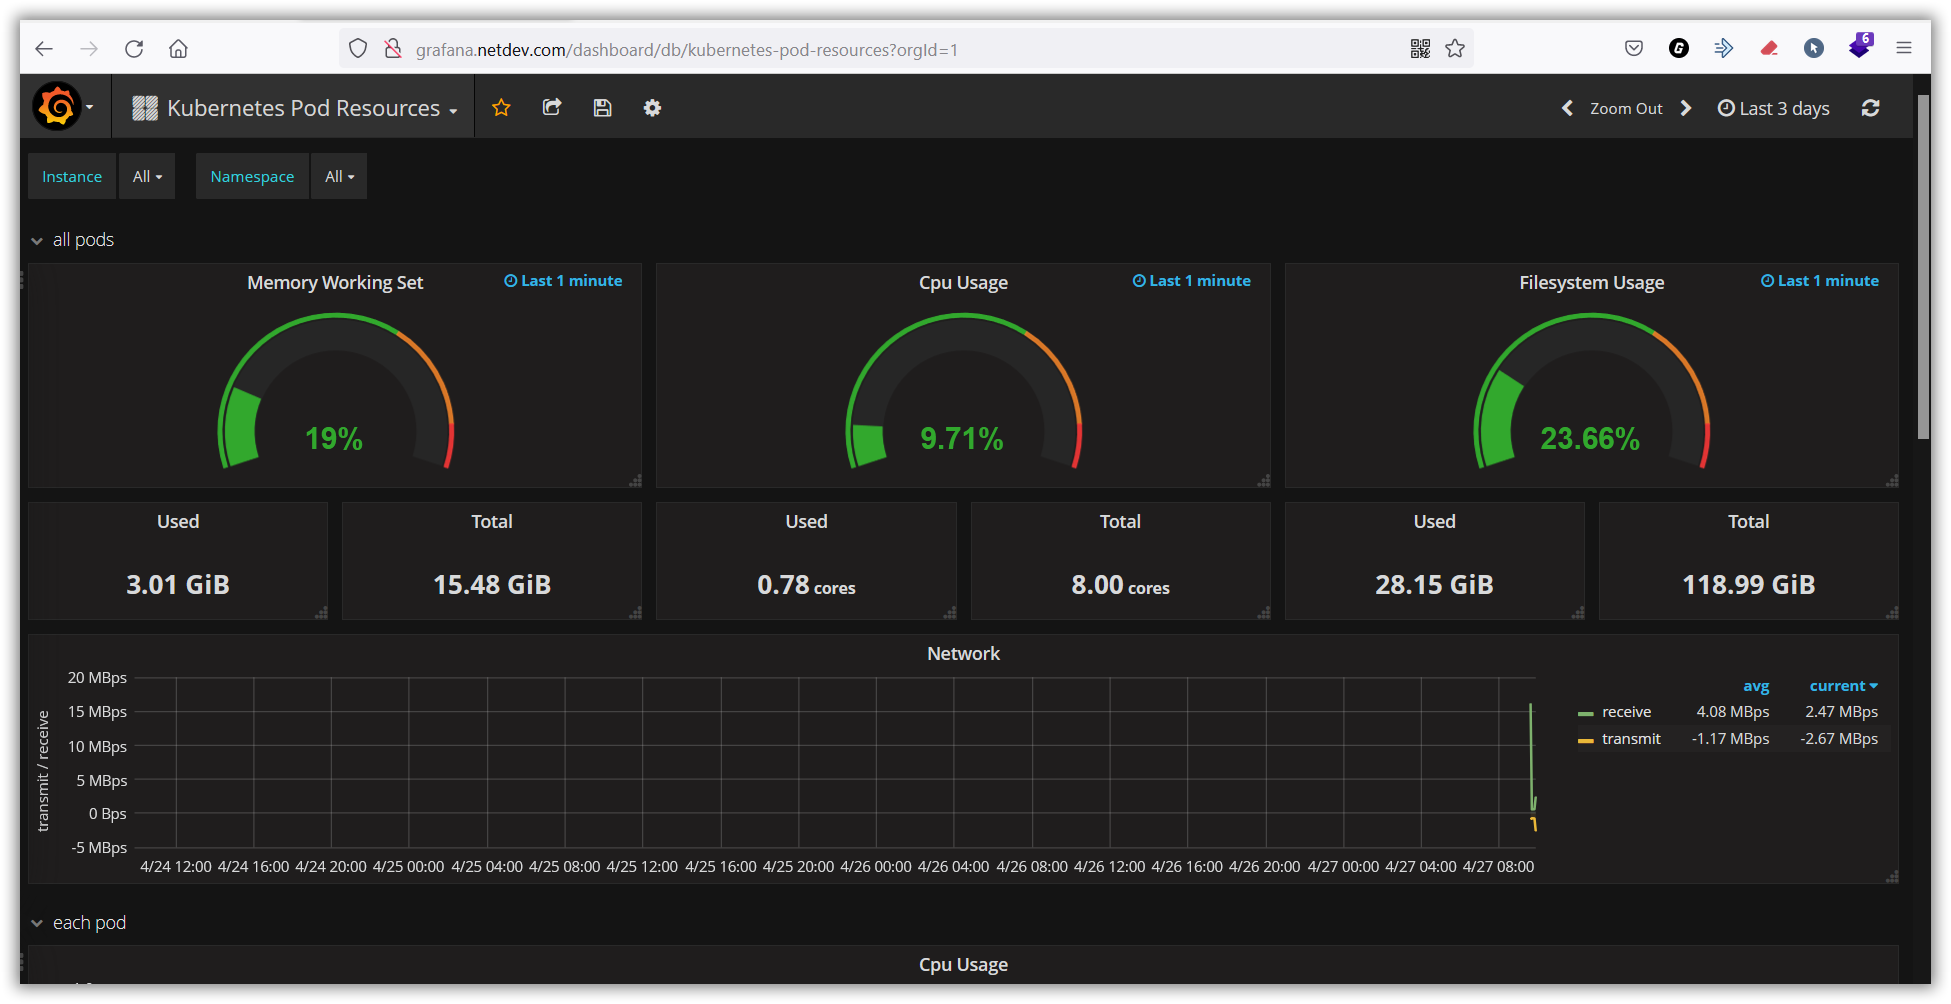 grafana.netdev.com/dashboard/db/kubernetes-pod-resources?orgId=1
6
Kubernetes Pod Resources
Zoom Out
Last 3 days
Instance All Namespace All
all pods
Memory Working Set Last 1 minute
19%
Cpu Usage Last 1 minute
9.71%
Filesystem Usage Last 1 minute
23.66%
Used
3.01 GiB
Total
15.48 GiB
Used
0.78 cores
Total
8.00 cores
Used
28.15 GiB
Total
118.99 GiB
Network
transmit / receive
20 MBps
15 MBps
10 MBps
5 MBps
0 Bps
-5 MBps
4/24 12:00 4/24 16:00 4/24 20:00 4/25 00:00 4/25 04:00 4/25 08:00 4/25 12:00 4/25 16:00 4/25 20:00 4/26 00:00 4/26 04:00 4/26 08:00 4/26 12:00 4/26 16:00 4/26 20:00 4/27 00:00 4/27 04:00 4/27 08:00
avg current
receive 4.08 MBps 2.47 MBps
transmit -1.17 MBps -2.67 MBps
each pod
Cpu Usage